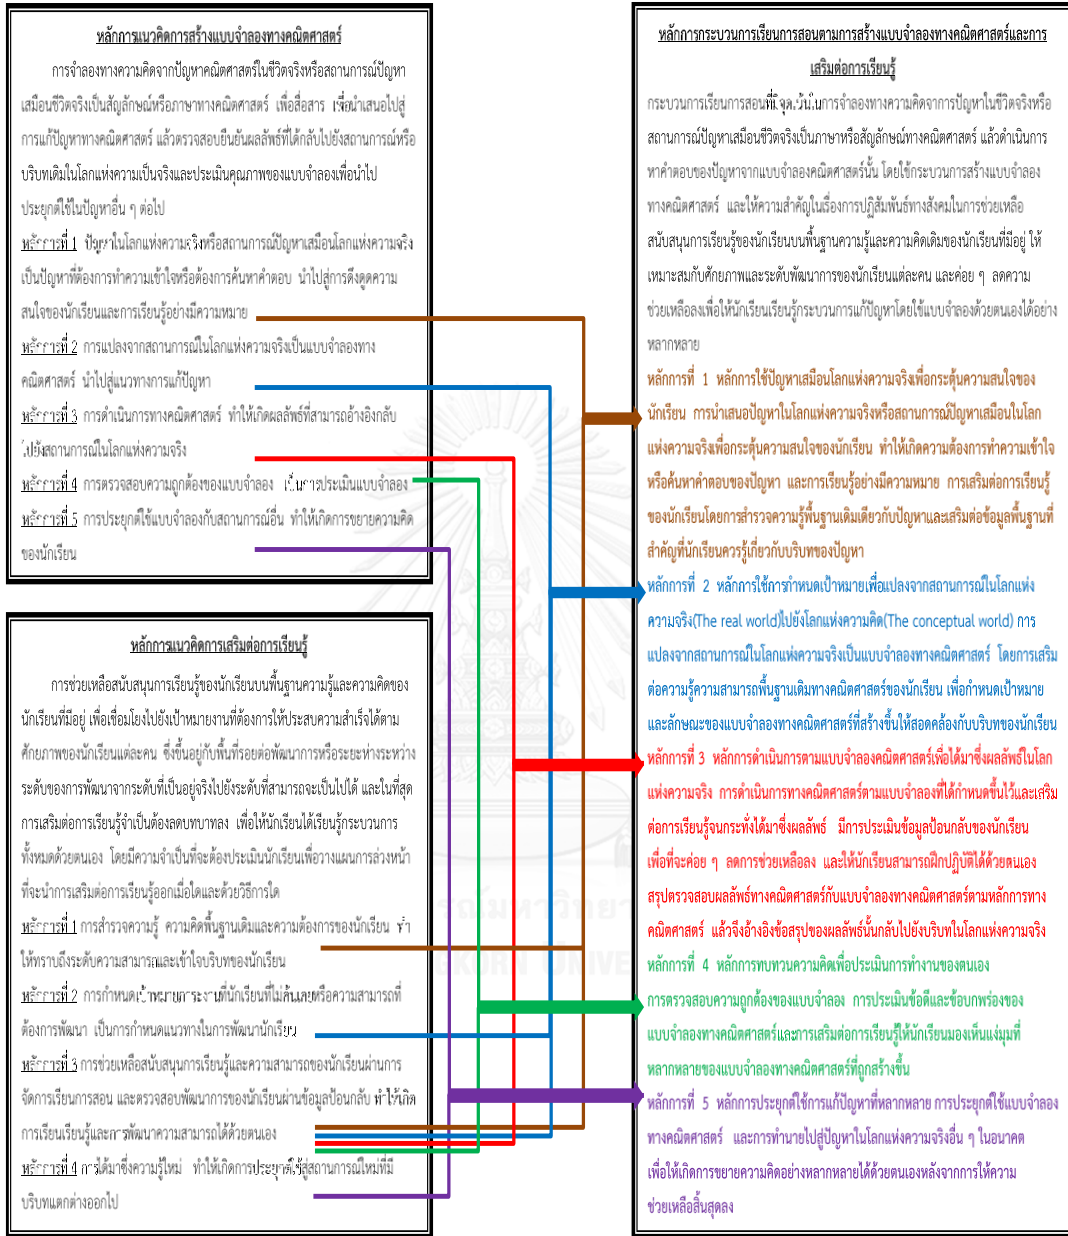 หลักการแนวคิดการสร้างแบบจำลองทางคณิตศาสตร์
การจำลองทางความคิดจากปัญหาคณิตศาสตร์ในชีวิตจริงหรือสถานการณ์ปัญหา
เสมือนชีวิตจริงเป็นสัญลักษณ์หรือภาษาทางคณิตศาสตร์ เพื่อสื่อสาร เพื่อนำเสนอไปสู่
การแก้ปัญหาทางคณิตศาสตร์ แล้วตรวจสอบยืนยันผลลัพธ์ที่ได้กลับไปยังสถานการณ์หรือ
บริบทเดิมในโลกแห่งความเป็นจริงและประเมินคุณภาพของแบบจำลองเพื่อนำไป
ประยุกต์ใช้ในปัญหาอื่น ๆ ต่อไป
หลักการที่ 1 ปัญหาในโลกแห่งความจริงหรือสถานการณ์ปัญหาเสมือนโลกแห่งความจริง
เป็นปัญหาที่ต้องการทำความเข้าใจหรือต้องการค้นหาคำตอบ นำไปสู่การดึงดูดความ
สนใจของนักเรียนและการเรียนรู้อย่างมีความหมาย
หลักการที่ 2 การแปลงจากสถานการณ์ในโลกแห่งความจริงเป็นแบบจำลองทาง
คณิตศาสตร์ นำไปสู่แนวทางการแก้ปัญหา
หลักการที่ 3 การดำเนินการทางคณิตศาสตร์ ทำให้เกิดผลลัพธ์ที่สามารถอ้างอิงกลับ
ไปยังสถานการณ์ในโลกแห่งความจริง
หลักการที่ 4 การตรวจสอบความถูกต้องของแบบจำลอง เป็นการประเมินแบบจำลอง
หลักการที่ 5 การประยุกต์ใช้แบบจำลองกับสถานการณ์อื่น ทำให้เกิดการขยายความคิด
ของนักเรียน
หลักการแนวคิดการเสริมต่อการเรียนรู้
การช่วยเหลือสนับสนุนการเรียนรู้ของนักเรียนบนพื้นฐานความรู้และความคิดของ
นักเรียนที่มีอยู่ เพื่อเชื่อมโยงไปยังเป้าหมายงานที่ต้องการให้ประสบความสำเร็จได้ตาม
ศักยภาพของนักเรียนแต่ละคน ซึ่งขึ้นอยู่กับพื้นที่รอยต่อพัฒนาการหรือระยะห่างระหว่าง
ระดับของการพัฒนาจากระดับที่เป็นอยู่จริงไปยังระดับที่สามารถจะเป็นไปได้ และในที่สุด
การเสริมต่อการเรียนรู้จำเป็นต้องลดบทบาทลง เพื่อให้นักเรียนได้เรียนรู้กระบวนการ
ทั้งหมดด้วยตนเอง โดยมีความจำเป็นที่จะต้องประเมินนักเรียนเพื่อวางแผนการล่วงหน้า
ที่จะนำการเสริมต่อการเรียนรู้ออกเมื่อใดและด้วยวิธีการใด
หลักการที่ 1 การสำรวจความรู้ ความคิดพื้นฐานเดิมและความต้องการของนักเรียน ทำ
ให้ทราบถึงระดับความสามารถและเข้าใจบริบทของนักเรียน
หลักการที่ 2 การกำหนดเป้าหมายภาระงานที่นักเรียนที่ไม่คุ้นเคยหรือความสามารถที่
ต้องการพัฒนา เป็นการกำหนดแนวทางในการพัฒนานักเรียน
หลักการที่ 3 การช่วยเหลือสนับสนุนการเรียนรู้และความสามารถของนักเรียนผ่านการ
จัดการเรียนการสอน และตรวจสอบพัฒนาการของนักเรียนผ่านข้อมูลป้อนกลับ ทำให้เกิด
การเรียนเรียนรู้และการพัฒนาความสามารถได้ด้วยตนเอง
หลักการที่ 4 การได้มาซึ่งความรู้ใหม่ ทำให้เกิดการประยุกต์ใช้สู่สถานการณ์ใหม่ที่มี
บริบทแตกต่างออกไป
หลักการกระบวนการเรียนการสอนตามการสร้างแบบจำลองทางคณิตศาสตร์และการ
เสริมต่อการเรียนรู้
กระบวนการเรียนการสอนที่มีจุดเน้นในการจำลองทางความคิดจาการปัญหาในชีวิตจริงหรือ
สถานการณ์ปัญหาเสมือนชีวิตจริงเป็นภาษาหรือสัญลักษณ์ทางคณิตศาสตร์ แล้วดำเนินการ
หาคำตอบของปัญหาจากแบบจำลองคณิตศาสตร์นั้น โดยใช้กระบวนการสร้างแบบจำลอง
ทางคณิตศาสตร์ และให้ความสำคัญในเรื่องการปฏิสัมพันธ์ทางสังคมในการช่วยเหลือ
สนับสนุนการเรียนรู้ของนักเรียนบนพื้นฐานความรู้และความคิดเดิมของนักเรียนที่มีอยู่ ให้
เหมาะสมกับศักยภาพและระดับพัฒนาการของนักเรียนแต่ละคน และค่อย ๆ ลดความ
ช่วยเหลือลงเพื่อให้นักเรียนเรียนรู้กระบวนการแก้ปัญหาโดยใช้แบบจำลองด้วยตนเองได้อย่าง
หลากหลาย
หลักการที่ 1 หลักการใช้ปัญหาเสมือนโลกแห่งความจริงเพื่อกระตุ้นความสนใจของ
นักเรียน การนำเสนอปัญหาในโลกแห่งความจริงหรือสถานการณ์ปัญหาเสมือนในโลก
แห่งความจริงเพื่อกระตุ้นความสนใจของนักเรียน ทำให้เกิดความต้องการทำความเข้าใจ
หรือค้นหาคำตอบของปัญหา และการเรียนรู้อย่างมีความหมาย การเสริมต่อการเรียนรู้
ของนักเรียนโดยการสำรวจความรู้พื้นฐานเดิมเดียวกับปัญหาและเสริมต่อข้อมูลพื้นฐานที่
สำคัญที่นักเรียนควรรู้เกี่ยวกับบริบทของปัญหา
หลักการที่ 2 หลักการใช้การกำหนดเป้าหมายเพื่อแปลงจากสถานการณ์ในโลกแห่ง
ความจริง(The real world)ไปยังโลกแห่งความคิด(The conceptual world) การ
แปลงจากสถานการณ์ในโลกแห่งความจริงเป็นแบบจำลองทางคณิตศาสตร์ โดยการเสริม
ต่อความรู้ความสามารถพื้นฐานเดิมทางคณิตศาสตร์ของนักเรียน เพื่อกำหนดเป้าหมาย
และลักษณะของแบบจำลองทางคณิตศาสตร์ที่สร้างขึ้นให้สอดคล้องกับบริบทของนักเรียน
หลักการที่ 3 หลักการดำเนินการตามแบบจำลองคณิตศาสตร์เพื่อได้มาซึ่งผลลัพธ์ในโลก
แห่งความจริง การดำเนินการทางคณิตศาสตร์ตามแบบจำลองที่ได้กำหนดขึ้นไว้และเสริม
ต่อการเรียนรู้จนกระทั่งได้มาซึ่งผลลัพธ์ มีการประเมินข้อมูลป้อนกลับของนักเรียน
เพื่อที่จะค่อย ๆ ลดการช่วยเหลือลง และให้นักเรียนสามารถฝึกปฏิบัติได้ด้วยตนเอง
สรุปตรวจสอบผลลัพธ์ทางคณิตศาสตร์กับแบบจำลองทางคณิตศาสตร์ตามหลักการทาง
คณิตศาสตร์ แล้วจึงอ้างอิงข้อสรุปของผลลัพธ์นั้นกลับไปยังบริบทในโลกแห่งความจริง
หลักการที่ 4 หลักการทบทวนความคิดเพื่อประเมินการทำงานของตนเอง
การตรวจสอบความถูกต้องของแบบจำลอง การประเมินข้อดีและข้อบกพร่องของ
แบบจำลองทางคณิตศาสตร์และการเสริมต่อการเรียนรู้ให้นักเรียนมองเห็นแง่มุมที่
หลากหลายของแบบจำลองทางคณิตศาสตร์ที่ถูกสร้างขึ้น
หลักการที่ 5 หลักการประยุกต์ใช้การแก้ปัญหาที่หลากหลาย การประยุกต์ใช้แบบจำลอง
ทางคณิตศาสตร์ และการทำนายไปสู่ปัญหาในโลกแห่งความจริงอื่น ๆ ในอนาคต
เพื่อให้เกิดการขยายความคิดอย่างหลากหลายได้ด้วยตนเองหลังจากการให้ความ
ช่วยเหลือสิ้นสุดลง